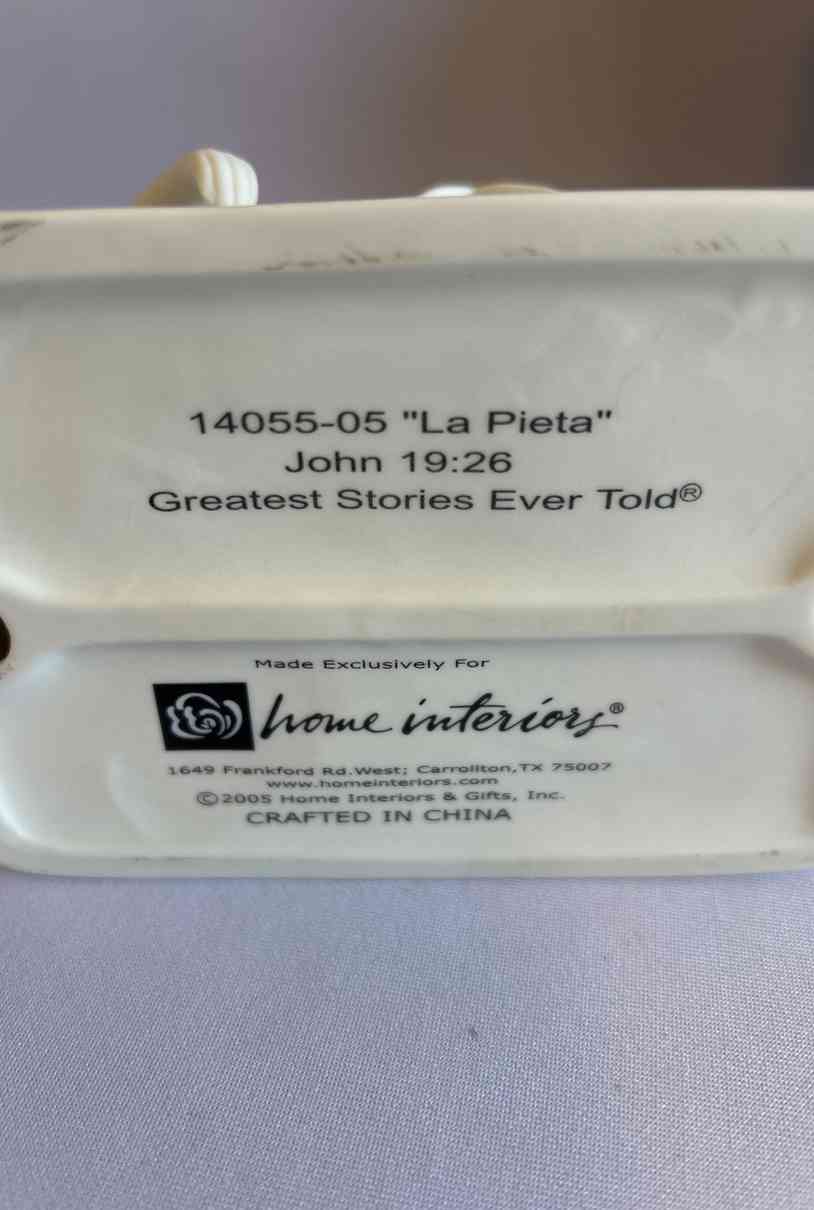 14055-05 "La Pieta"
John 19:26
Greatest Stories Ever Told®
Made Exclusively For
home interiors®
1649 Frankford Rd.West; Carrollton,TX 75007
www.homeinteriors.com
©2005 Home Interiors & Gifts, Inc.
CRAFTED IN CHINA